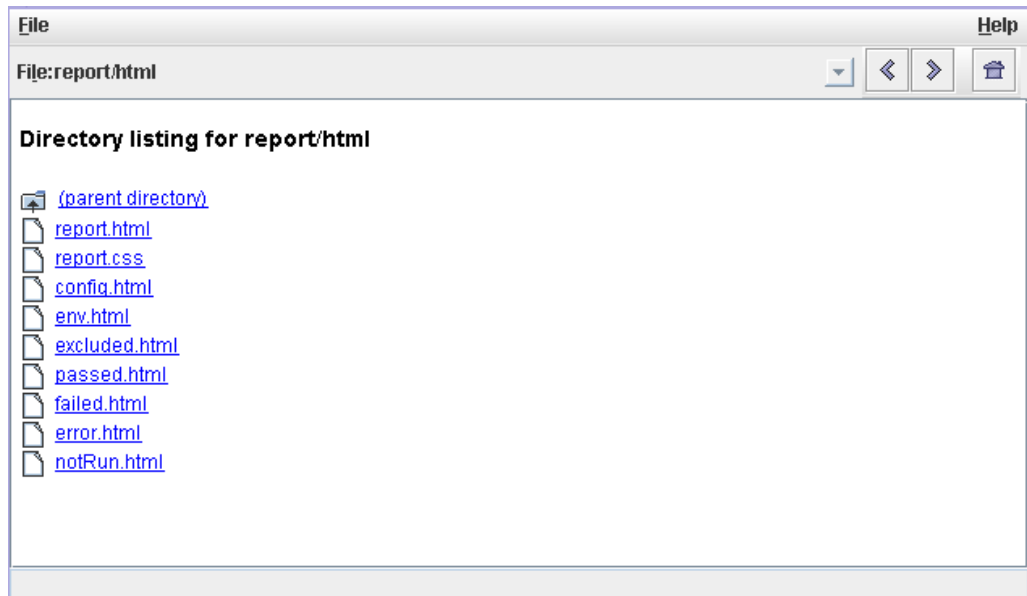 File Help
File:report/html
Directory listing for report/html
(parent directory)
report.html
report.css
config.html
env.html
excluded.html
passed.html
failed.html
error.html
notRun.html